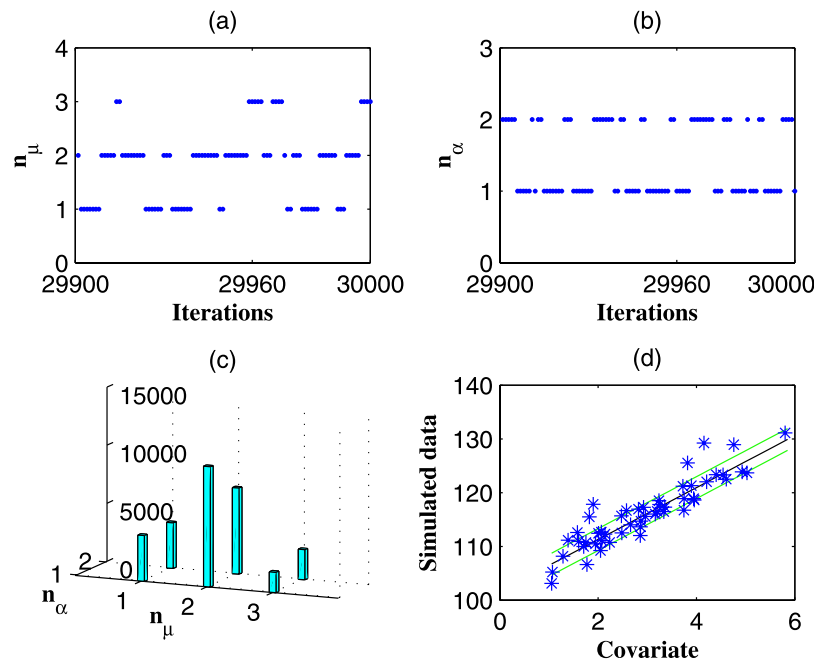 (a)
4
3
2
1
0
n_μ
29900
29960
30000
Iterations
(b)
3
2
1
0
n_α
29900
29960
30000
Iterations
(c)
15000
10000
5000
0
2
1
n_α
1
2
3
n_μ
(d)
140
130
120
110
100
Simulated data
0
2
4
6
Covariate